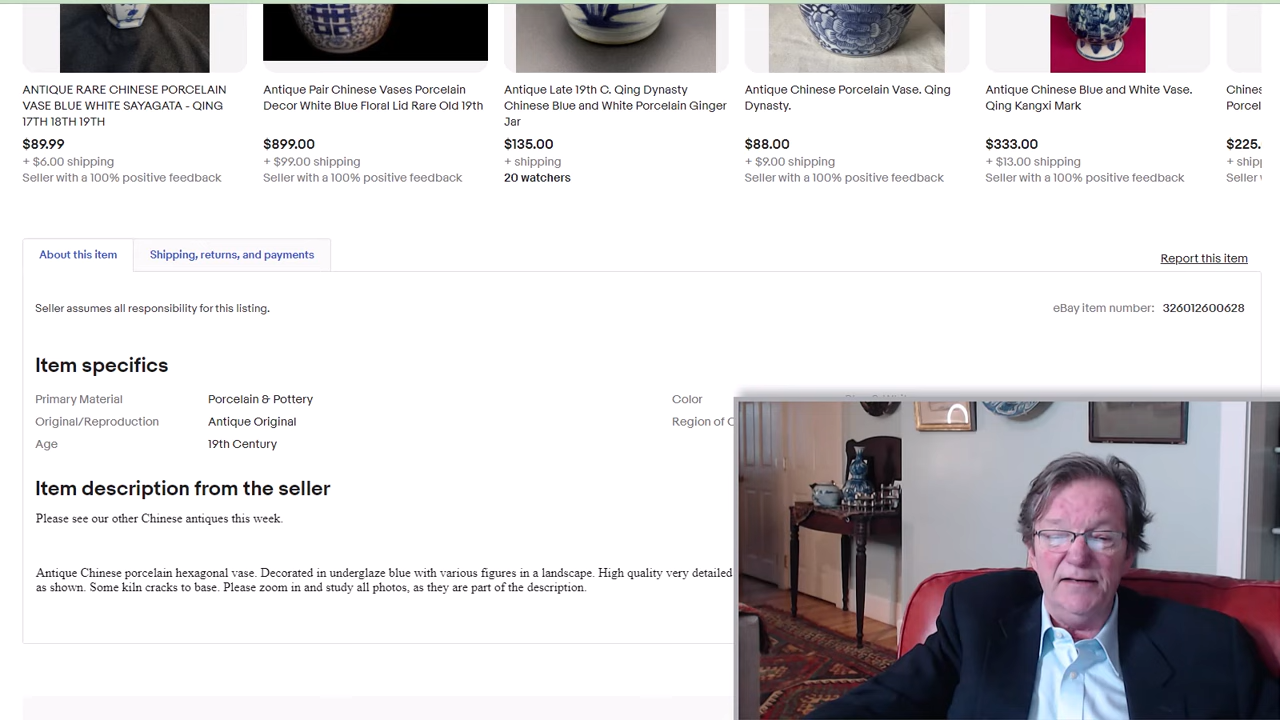 ANTIQUE RARE CHINESE PORCELAIN
VASE BLUE WHITE SAYAGATA - QING
17TH 18TH 19TH
$89.99
+ $6.00 shipping
Seller with a 100% positive feedback
Antique Pair Chinese Vases Porcelain
Decor White Blue Floral Lid Rare Old 19th
$899.00
+ $99.00 shipping
Seller with a 100% positive feedback
Antique Late 19th C. Qing Dynasty
Chinese Blue and White Porcelain Ginger
Jar
$135.00
+ shipping
20 watchers
Antique Chinese Porcelain Vase. Qing
Dynasty.
$88.00
+ $9.00 shipping
Seller with a 100% positive feedback
Antique Chinese Blue and White Vase.
Qing Kangxi Mark
$333.00
+ $13.00 shipping
Seller with a 100% positive feedback
$225.
Seller
About this item
Shipping, returns, and payments
Report this item
Seller assumes all responsibility for this listing.
eBay item number: 326012600628
Item specifics
Primary Material Porcelain & Pottery Color
Original/Reproduction Antique Original Region of
Age 19th Century
Item description from the seller
Please see our other Chinese antiques this week.
Antique Chinese porcelain hexagonal vase. Decorated in underglaze blue with various figures in a landscape. High quality very detailed
as shown. Some kiln cracks to base. Please zoom in and study all photos, as they are part of the description.